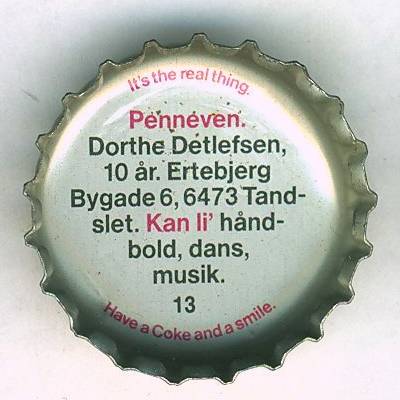 It's the real thing.
Penneven.
Dorthe Detlefsen,
10 år. Ertebjerg
Bygade 6, 6473 Tand-
slet. Kan li' hånd-
bold, dans,
musik.
13
Have a Coke and a smile.